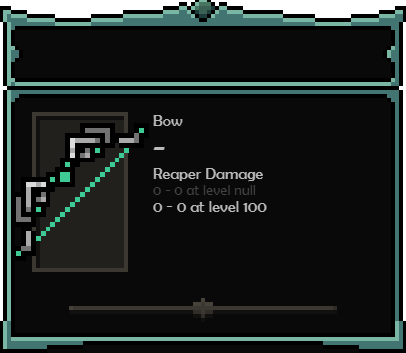 Bow
–
Reaper Damage
0 - 0 at level null
0 - 0 at level 100